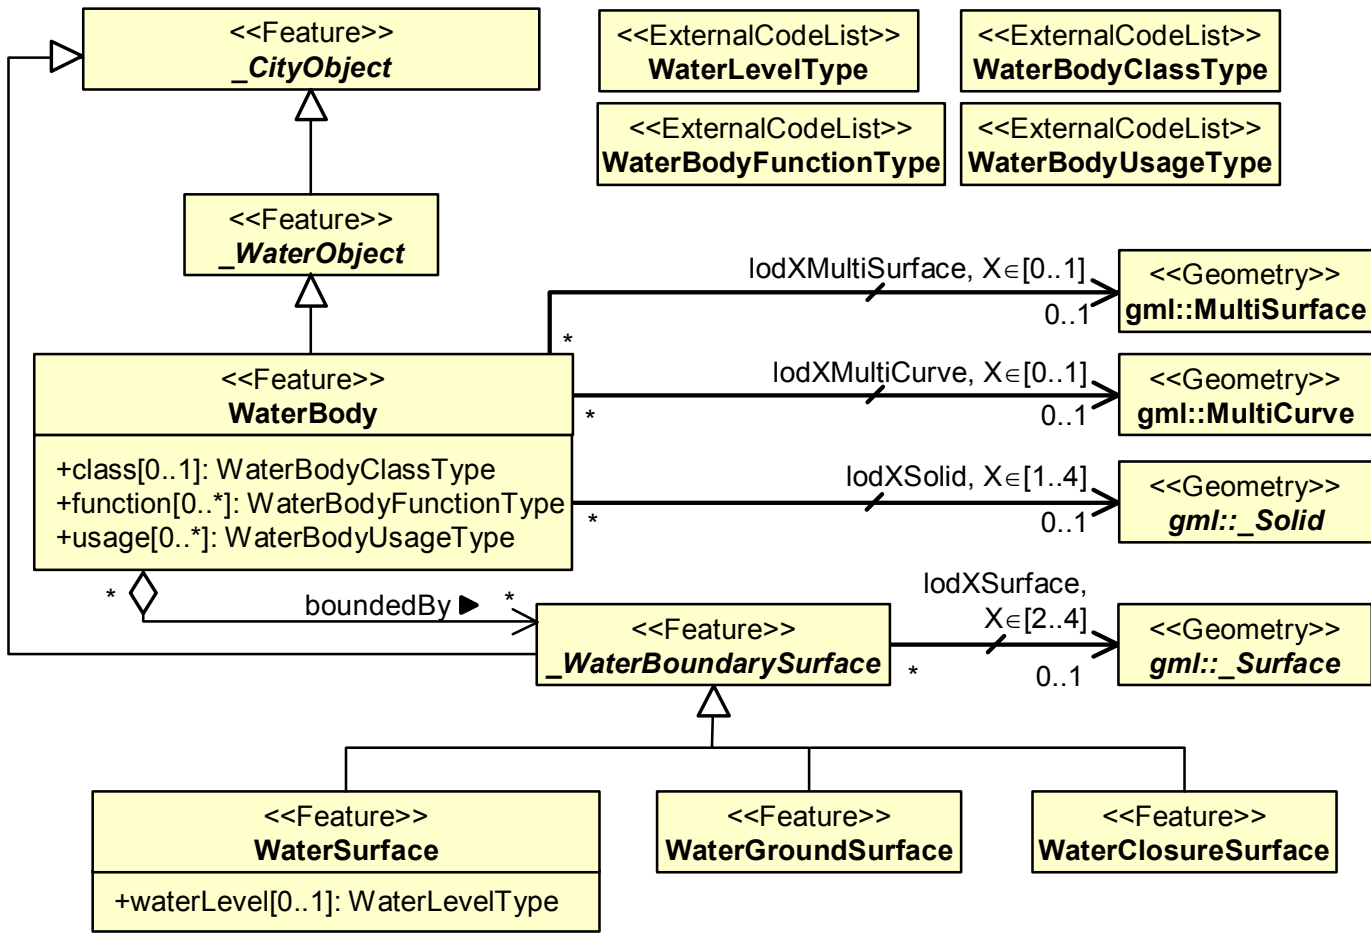 <<Feature>>
_CityObject
<<ExternalCodeList>>
WaterLevelType
<<ExternalCodeList>>
WaterBodyClassType
<<ExternalCodeList>>
WaterBodyFunctionType
<<ExternalCodeList>>
WaterBodyUsageType
<<Feature>>
_WaterObject
lodXMultiSurface, X∈[0..1]
*
0..1
<<Geometry>>
gml::MultiSurface
<<Feature>>
WaterBody
+class[0..1]: WaterBodyClassType
+function[0..*]: WaterBodyFunctionType
+usage[0..*]: WaterBodyUsageType
lodXMultiCurve, X∈[0..1]
*
0..1
<<Geometry>>
gml::MultiCurve
lodXSolid, X∈[1..4]
*
0..1
<<Geometry>>
gml::_Solid
*
boundedBy ▶
*
<<Feature>>
_WaterBoundarySurface
lodXSurface,
X∈[2..4]
*
0..1
<<Geometry>>
gml::_Surface
<<Feature>>
WaterSurface
+waterLevel[0..1]: WaterLevelType
<<Feature>>
WaterGroundSurface
<<Feature>>
WaterClosureSurface